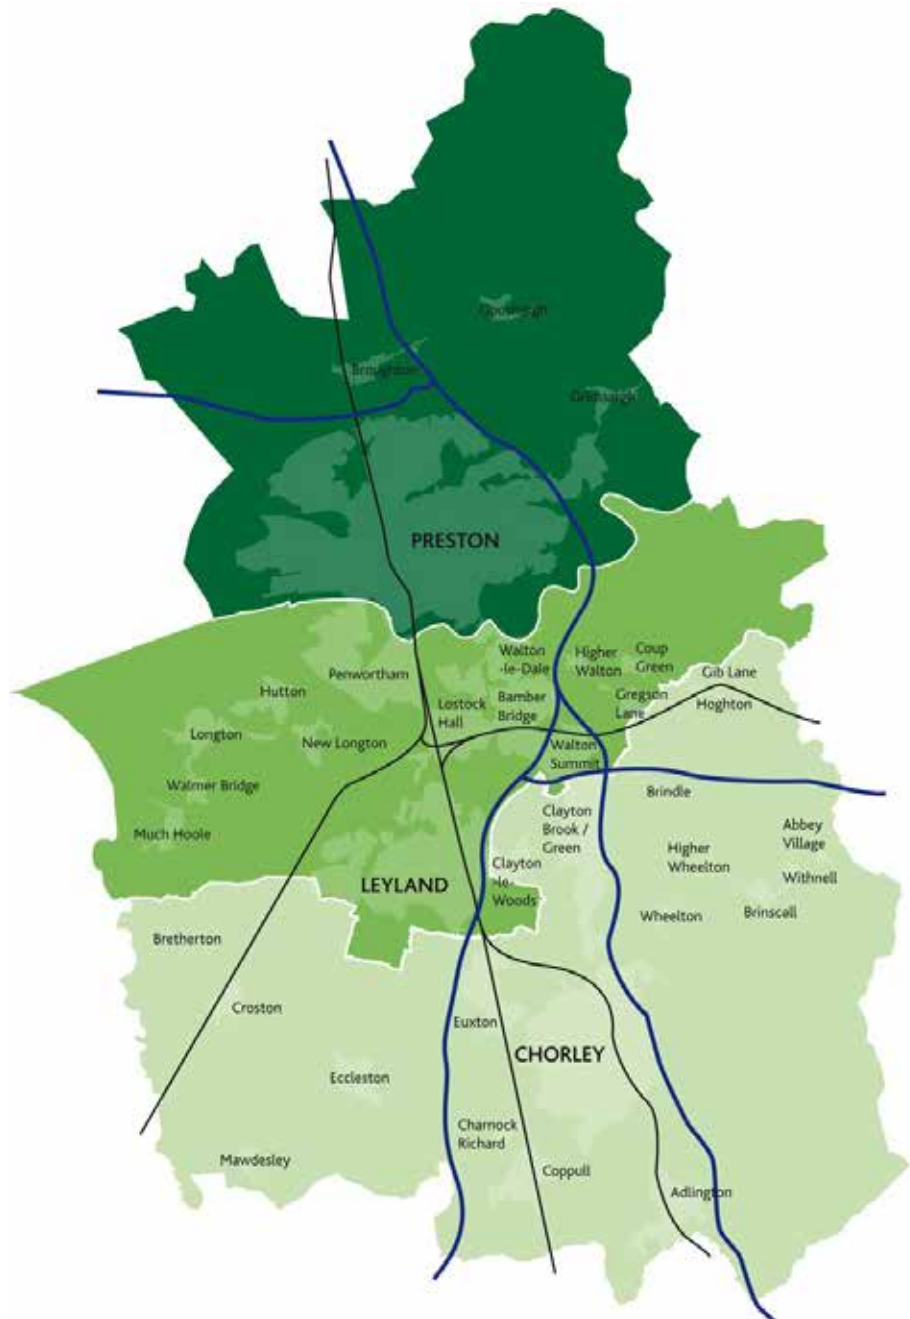 Goosnargh
Broughton
Grimsargh
PRESTON
Walton
-le-Dale
Higher
Walton
Coup
Green
Penwortham
Gib Lane
Hutton
Lostock
Hall
Bamber
Bridge
Gregson
Lane
Hoghton
Longton
New Longton
Walton
Summit
Walmer Bridge
Brindle
Much Hoole
Clayton
Brook /
Green
Abbey
Village
Higher
Wheelton
LEYLAND
Clayton
-le-
Woods
Withnell
Wheelton
Brinscall
Bretherton
Croston
Euxton
CHORLEY
Eccleston
Charnock
Richard
Mawdesley
Coppull
Adlington